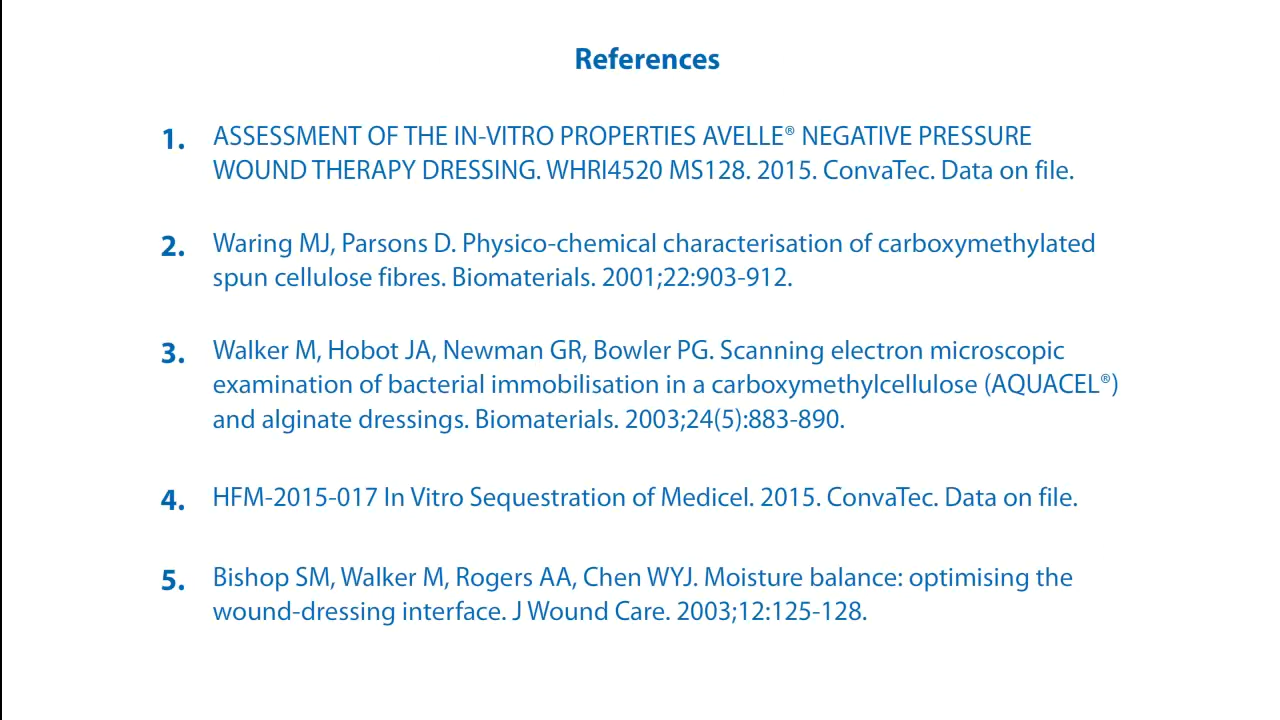 References
1. ASSESSMENT OF THE IN-VITRO PROPERTIES AVELLE® NEGATIVE PRESSURE
WOUND THERAPY DRESSING. WHRI4520 MS128. 2015. ConvaTec. Data on file.
2. Waring MJ, Parsons D. Physico-chemical characterisation of carboxymethylated
spun cellulose fibres. Biomaterials. 2001;22:903-912.
3. Walker M, Hobot JA, Newman GR, Bowler PG. Scanning electron microscopic
examination of bacterial immobilisation in a carboxymethylcellulose (AQUACEL®)
and alginate dressings. Biomaterials. 2003;24(5):883-890.
4. HFM-2015-017 In Vitro Sequestration of Medicel. 2015. ConvaTec. Data on file.
5. Bishop SM, Walker M, Rogers AA, Chen WYJ. Moisture balance: optimising the
wound-dressing interface. J Wound Care. 2003;12:125-128.